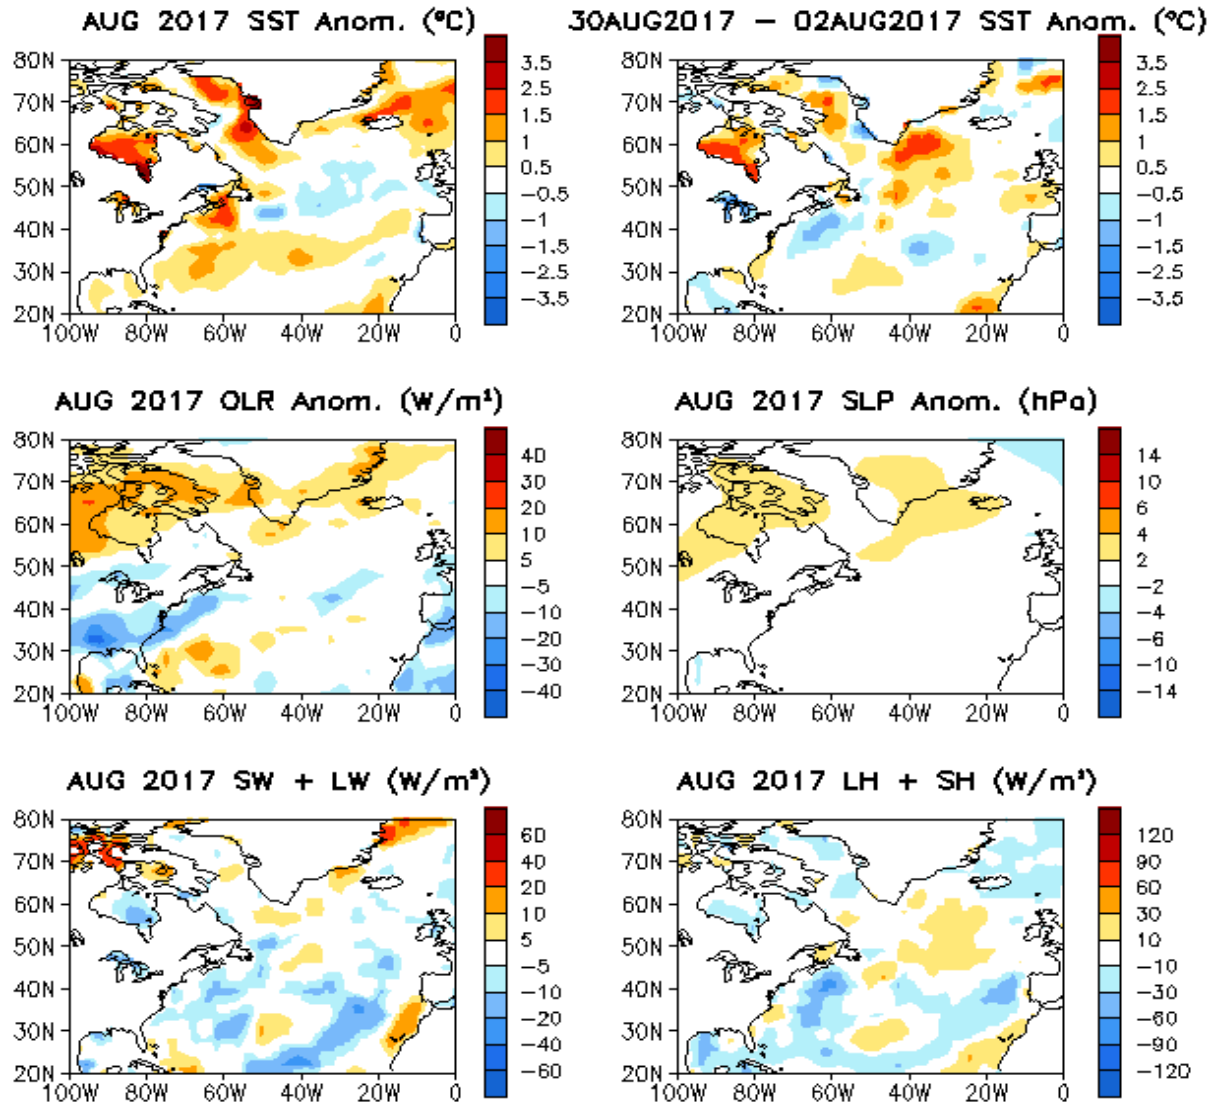 AUG 2017 SST Anom. (°C)
80N
70N
60N
50N
40N
30N
20N
100W 80W 60W 40W 20W 0
3.5
2.5
1.5
1
0.5
−0.5
−1
−1.5
−2.5
−3.5
30AUG2017 − 02AUG2017 SST Anom. (°C)
80N
70N
60N
50N
40N
30N
20N
100W 80W 60W 40W 20W 0
3.5
2.5
1.5
1
0.5
−0.5
−1
−1.5
−2.5
−3.5
AUG 2017 OLR Anom. (W/m²)
80N
70N
60N
50N
40N
30N
20N
100W 80W 60W 40W 20W 0
40
30
20
10
5
−5
−10
−20
−30
−40
AUG 2017 SLP Anom. (hPa)
80N
70N
60N
50N
40N
30N
20N
100W 80W 60W 40W 20W 0
14
10
6
4
2
−2
−4
−6
−10
−14
AUG 2017 SW + LW (W/m²)
80N
70N
60N
50N
40N
30N
20N
100W 80W 60W 40W 20W 0
60
40
20
10
5
−5
−10
−20
−40
−60
AUG 2017 LH + SH (W/m²)
80N
70N
60N
50N
40N
30N
20N
100W 80W 60W 40W 20W 0
120
90
60
30
10
−10
−30
−60
−90
−120